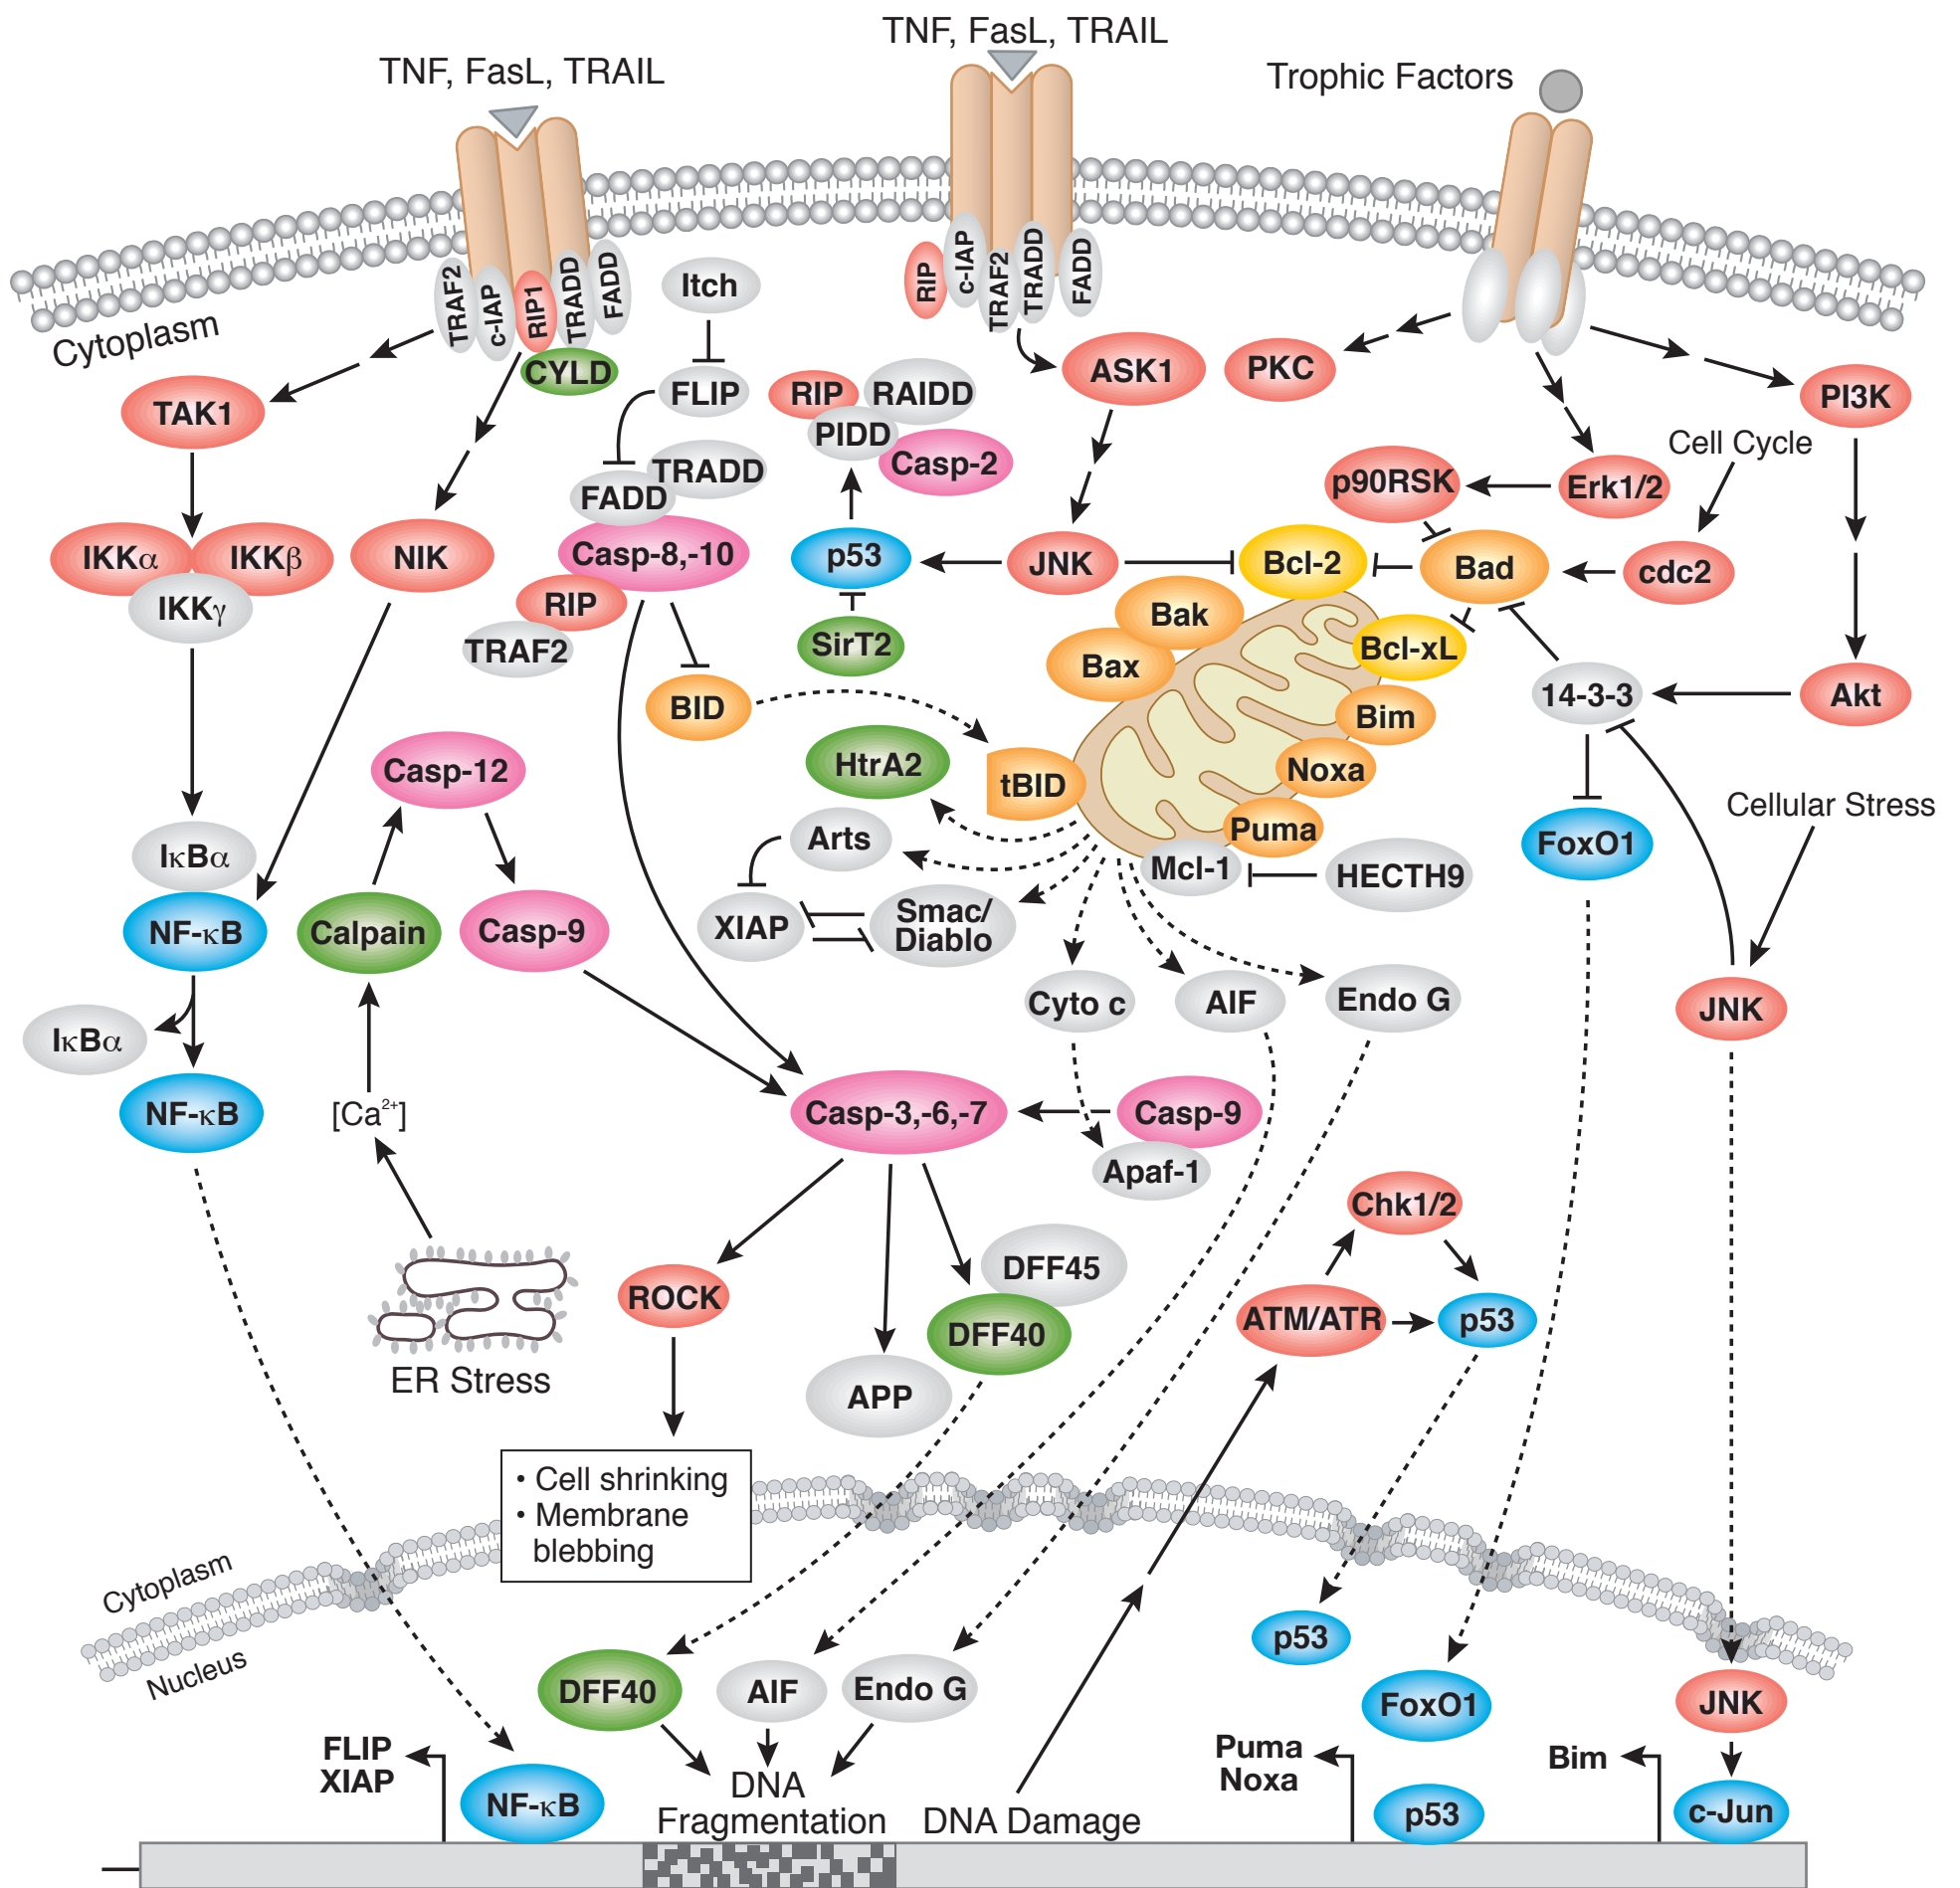 TNF, FasL, TRAIL
TNF, FasL, TRAIL
Trophic Factors
Cytoplasm
TRAF2
c-IAP
RIP1
TRADD
FADD
CYLD
Itch
FLIP
RIP
c-IAP
TRAF2
TRADD
FADD
ASK1
PKC
PI3K
TAK1
RIP
RAIDD
PIDD
Casp-2
Cell Cycle
p90RSK
Erk1/2
TRADD
FADD
Casp-8,-10
RIP
TRAF2
IKKα
IKKβ
IKKγ
NIK
p53
JNK
Bcl-2
Bad
cdc2
SirT2
Bak
Bax
Bcl-xL
BID
Bim
14-3-3
Akt
Casp-12
HtrA2
tBID
Noxa
Puma
Cellular Stress
Arts
Mcl-1
HECTH9
FoxO1
IκBα
NF-κB
Calpain
Casp-9
XIAP
Smac/
Diablo
Cyto c
AIF
Endo G
JNK
IκBα
NF-κB
[Ca2+]
Casp-3,-6,-7
Casp-9
Apaf-1
Chk1/2
ROCK
DFF45
DFF40
ATM/ATR
p53
ER Stress
APP
• Cell shrinking
• Membrane
blebbing
Cytoplasm
Nucleus
p53
DFF40
AIF
Endo G
FoxO1
JNK
FLIP
XIAP
NF-κB
DNA
Fragmentation
DNA Damage
Puma
Noxa
p53
Bim
c-Jun